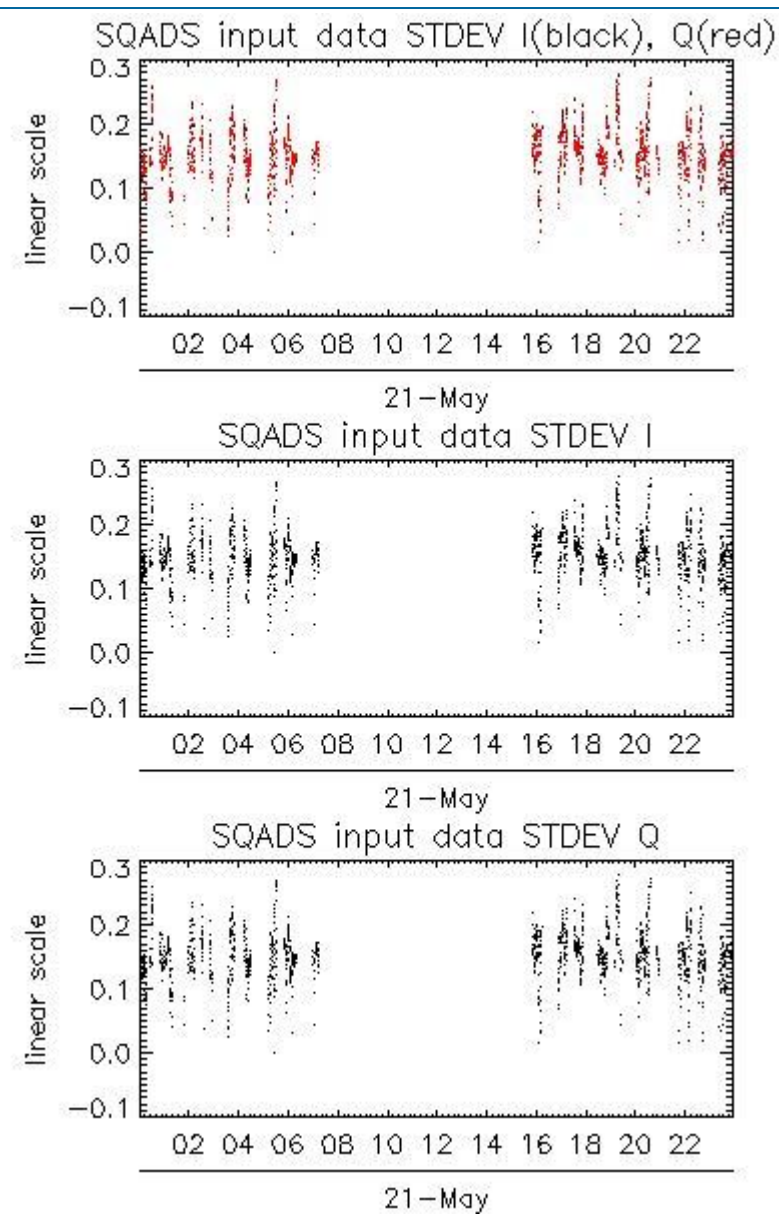 SQADS input data STDEV I(black), Q(red)
0.3
0.2
0.1
0.0
−0.1
linear scale
02 04 06 08 10 12 14 16 18 20 22
21−May
SQADS input data STDEV I
0.3
0.2
0.1
0.0
−0.1
linear scale
02 04 06 08 10 12 14 16 18 20 22
21−May
SQADS input data STDEV Q
0.3
0.2
0.1
0.0
−0.1
linear scale
02 04 06 08 10 12 14 16 18 20 22
21−May